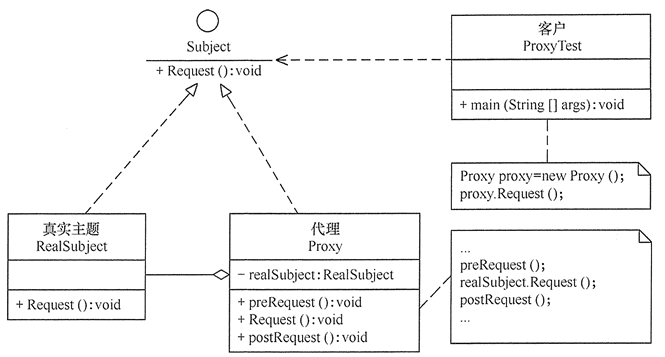 Subject
+ Request ():void
客户
ProxyTest
+ main (String [] args):void
Proxy proxy=new Proxy ();
proxy.Request ();
真实主题
RealSubject
+ Request ():void
代理
Proxy
− realSubject:RealSubject
+ preRequest ():void
+ Request ():void
+ postRequest ():void
...
preRequest ();
realSubject.Request ();
postRequest ();
...